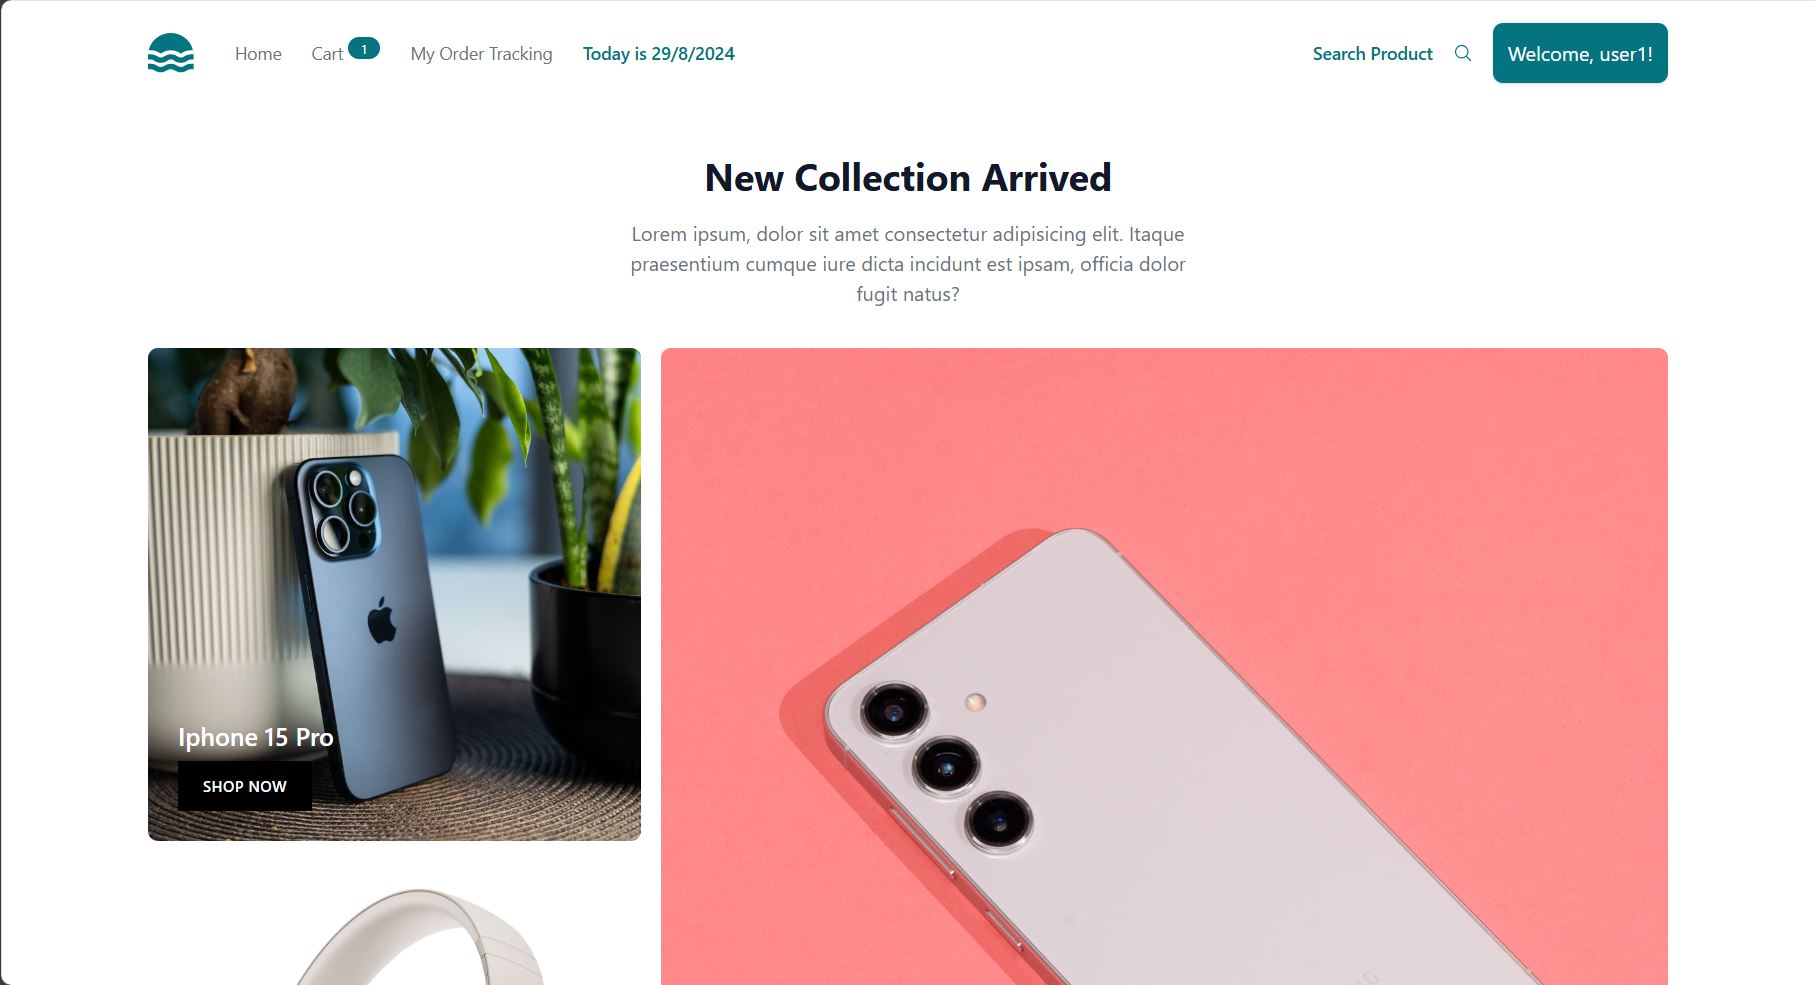 Home
Cart 1
My Order Tracking
Today is 29/8/2024
Search Product
Welcome, user1!
New Collection Arrived
Lorem ipsum, dolor sit amet consectetur adipisicing elit. Itaque
praesentium cumque iure dicta incidunt est ipsam, officia dolor
fugit natus?
Iphone 15 Pro
SHOP NOW